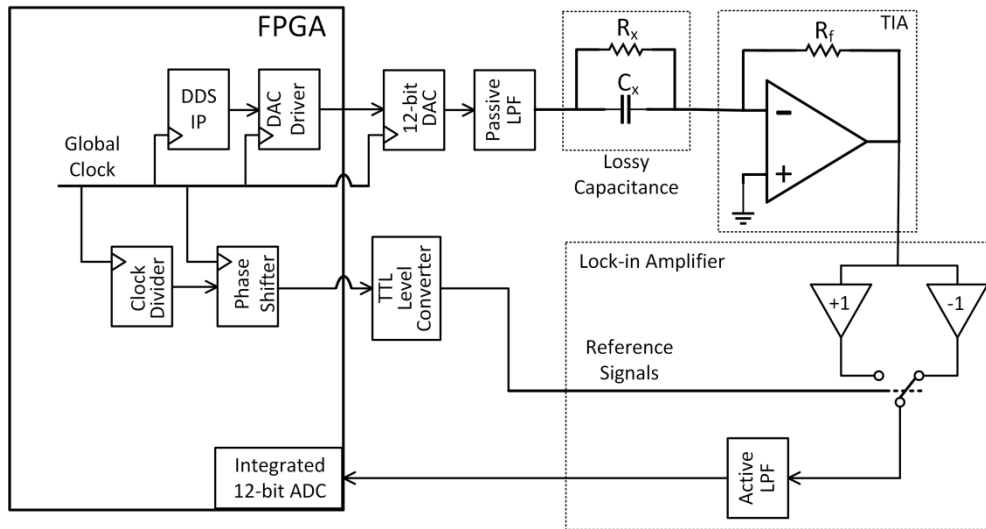 FPGA
DDS
IP
DAC
Driver
12-bit
DAC
Passive
LPF
Rx
Cx
Lossy
Capacitance
TIA
Rf
-
+
Global
Clock
Clock
Divider
Phase
Shifter
TTL
Level
Converter
Lock-in Amplifier
+1
-1
Reference
Signals
Active
LPF
Integrated
12-bit ADC